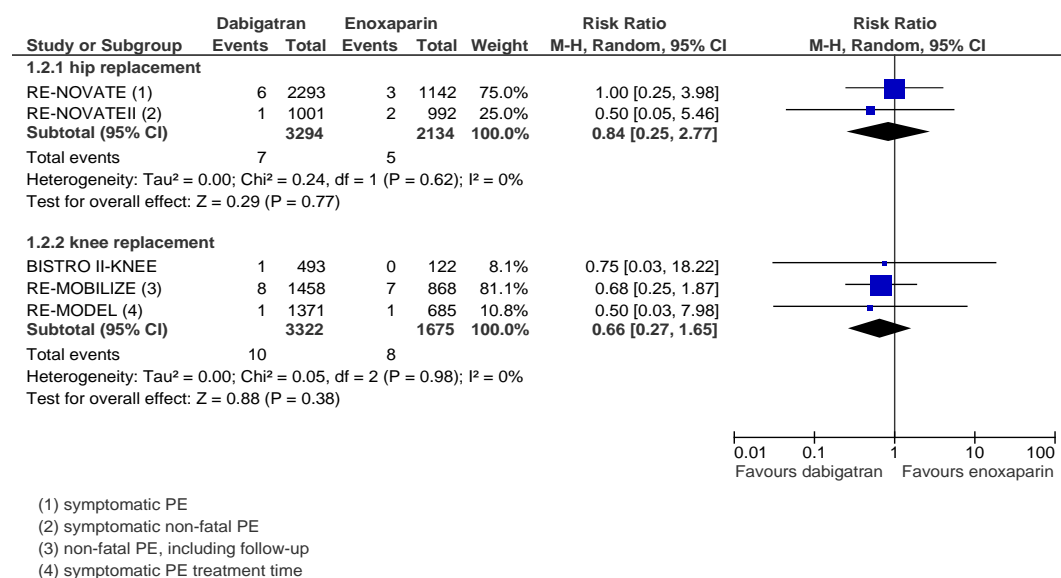 Dabigatran Enoxaparin Risk Ratio Risk Ratio
Study or Subgroup Events Total Events Total Weight M-H, Random, 95% CI M-H, Random, 95% CI
1.2.1 hip replacement
RE-NOVATE (1) 6 2293 3 1142 75.0% 1.00 [0.25, 3.98]
RE-NOVATEII (2) 1 1001 2 992 25.0% 0.50 [0.05, 5.46]
Subtotal (95% CI) 3294 2134 100.0% 0.84 [0.25, 2.77]
Total events 7 5
Heterogeneity: Tau² = 0.00; Chi² = 0.24, df = 1 (P = 0.62); I² = 0%
Test for overall effect: Z = 0.29 (P = 0.77)
1.2.2 knee replacement
BISTRO II-KNEE 1 493 0 122 8.1% 0.75 [0.03, 18.22]
RE-MOBILIZE (3) 8 1458 7 868 81.1% 0.68 [0.25, 1.87]
RE-MODEL (4) 1 1371 1 685 10.8% 0.50 [0.03, 7.98]
Subtotal (95% CI) 3322 1675 100.0% 0.66 [0.27, 1.65]
Total events 10 8
Heterogeneity: Tau² = 0.00; Chi² = 0.05, df = 2 (P = 0.98); I² = 0%
Test for overall effect: Z = 0.88 (P = 0.38)
0.01 0.1 1 10 100
Favours dabigatran Favours enoxaparin
(1) symptomatic PE
(2) symptomatic non-fatal PE
(3) non-fatal PE, including follow-up
(4) symptomatic PE treatment time